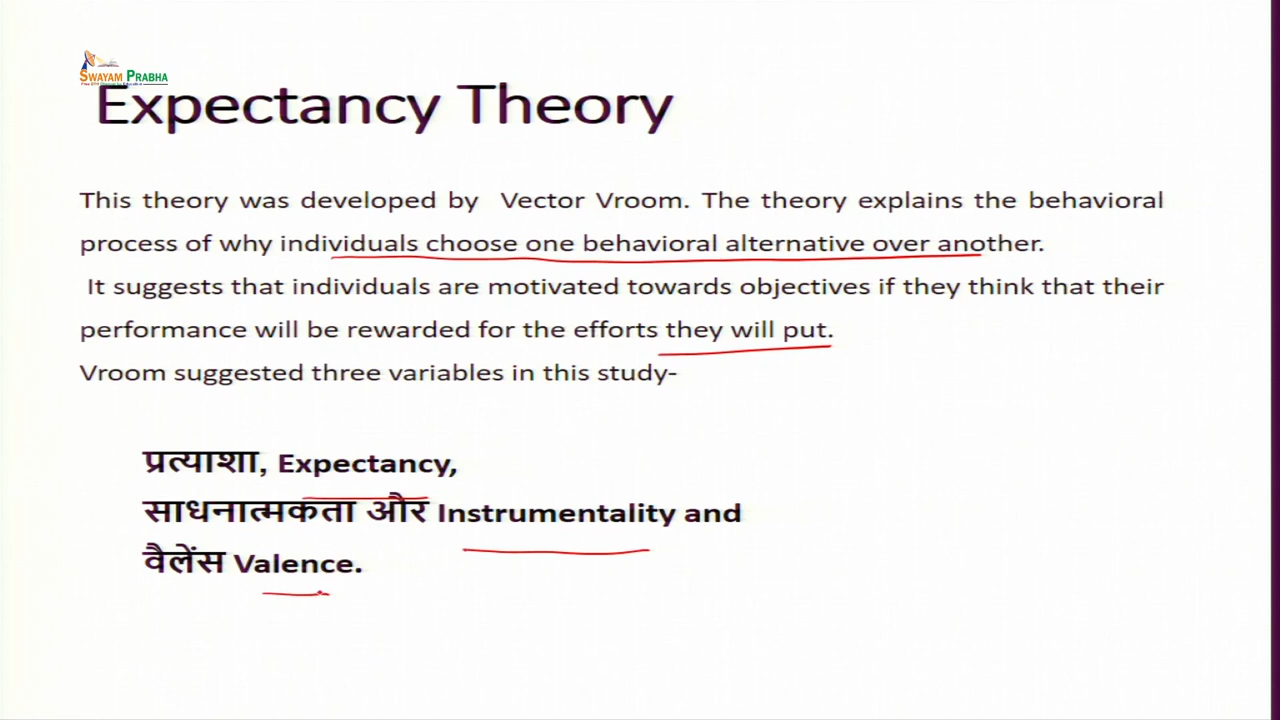 SWAYAM PRABHA
Expectancy Theory
This theory was developed by Vector Vroom. The theory explains the behavioral
process of why individuals choose one behavioral alternative over another.
It suggests that individuals are motivated towards objectives if they think that their
performance will be rewarded for the efforts they will put.
Vroom suggested three variables in this study-
प्रत्याशा, Expectancy,
साधनात्मकता और Instrumentality and
वैलेंस Valence.